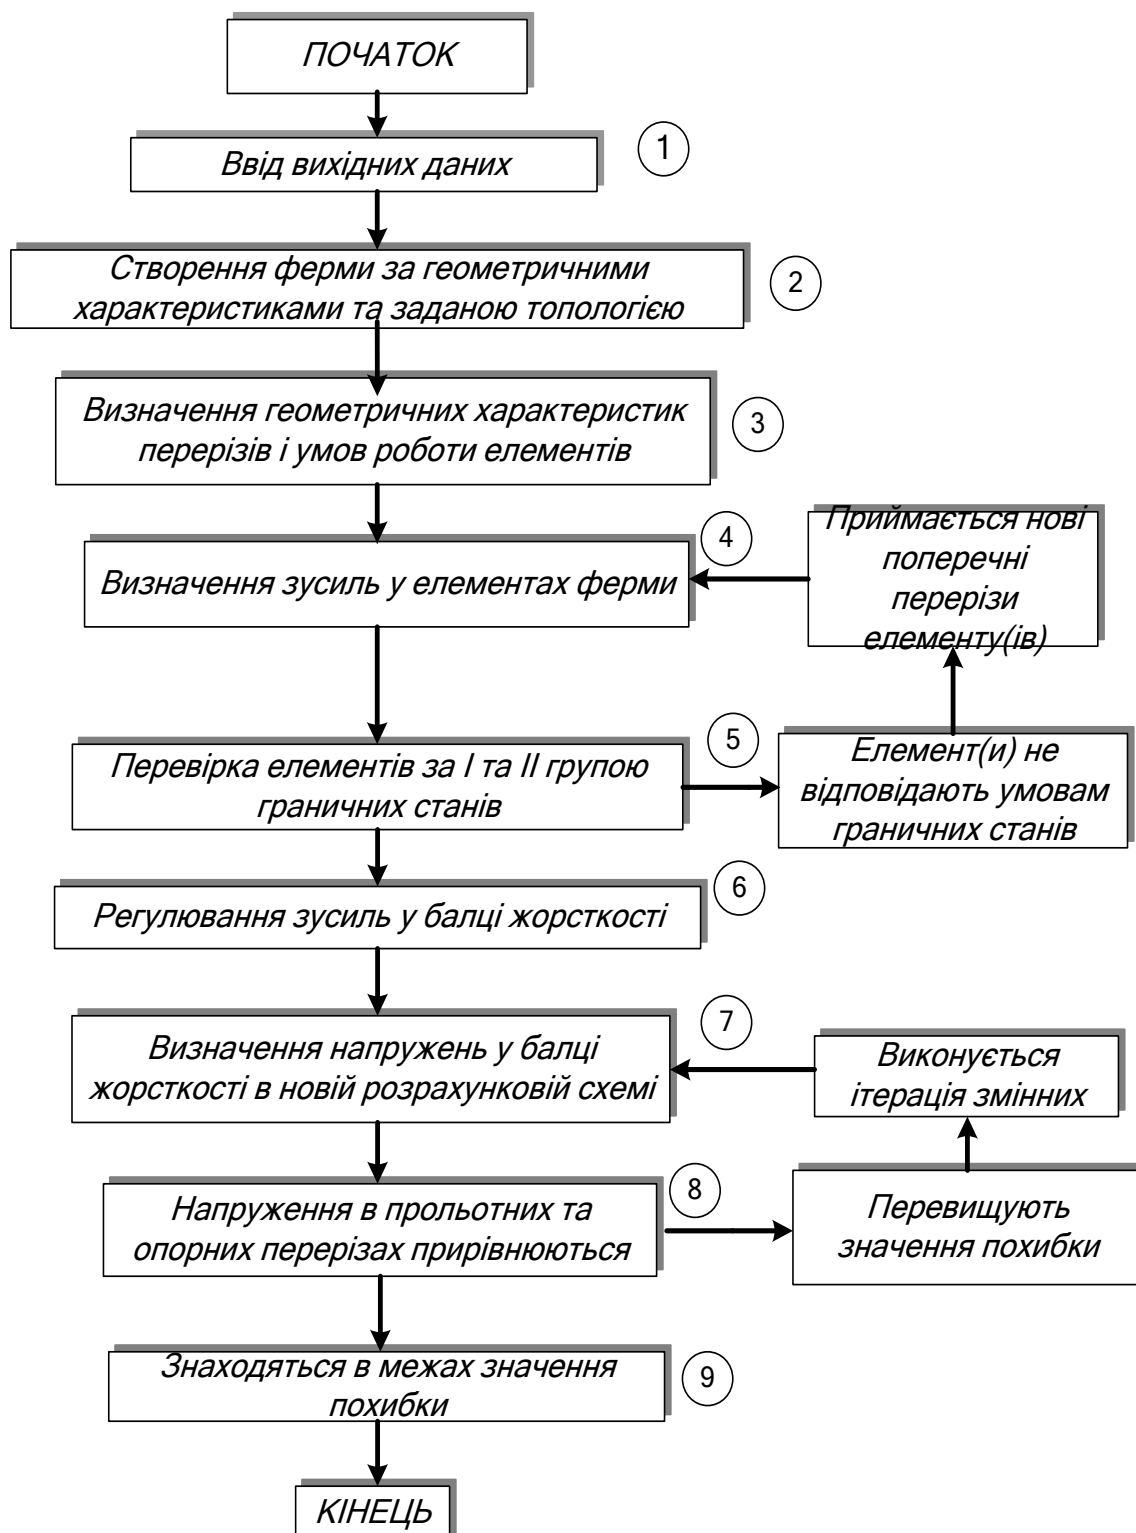 ПОЧАТОК
Ввід вихідних даних
1
Створення ферми за геометричними
характеристиками та заданою топологією
2
Визначення геометричних характеристик
перерізів і умов роботи елементів
3
Визначення зусиль у елементах ферми
4
Приймається нові
поперечні
перерізи
елементу(ів)
Перевірка елементів за І та ІІ групою
граничних станів
5
Елемент(и) не
відповідають умовам
граничних станів
Регулювання зусиль у балці жорсткості
6
Визначення напружень у балці
жорсткості в новій розрахунковій схемі
7
Виконується
ітерація змінних
Напруження в прольотних та
опорних перерізах прирівнюються
8
Перевищують
значення похибки
Знаходяться в межах значення
похибки
9
КІНЕЦЬ